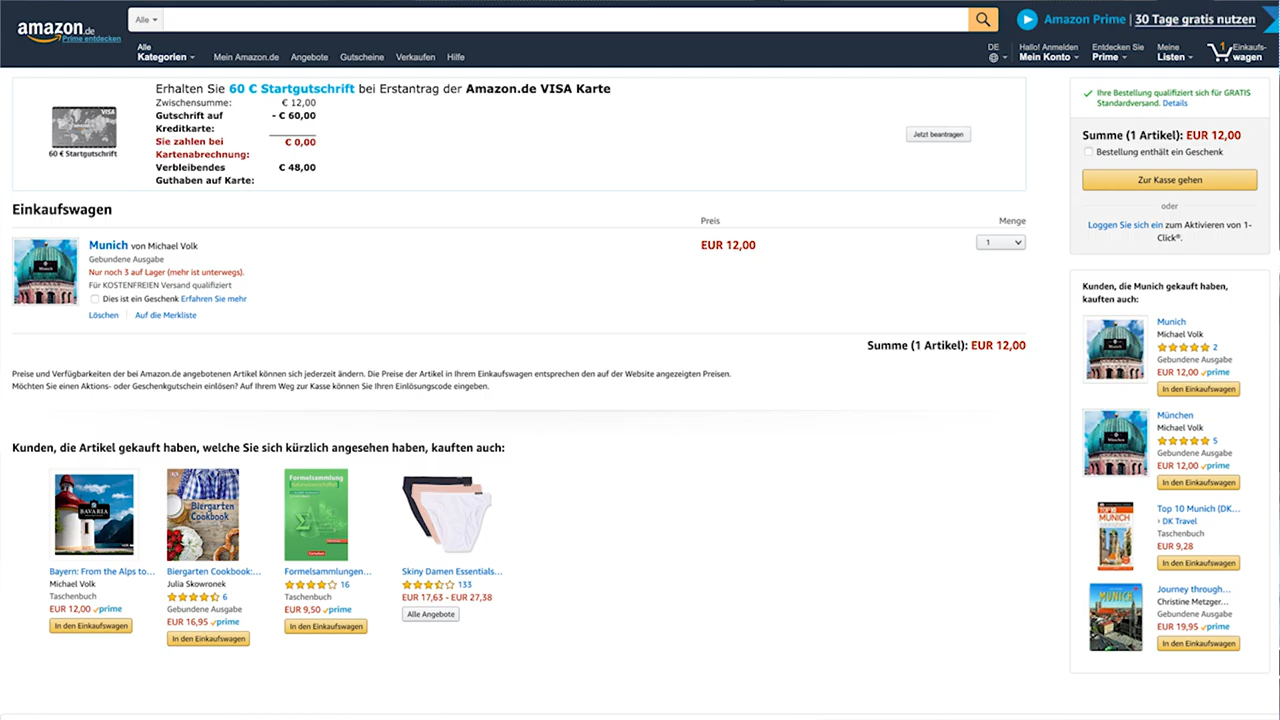 amazon.de
Prime entdecken
Alle
Amazon Prime | 30 Tage gratis nutzen
Alle
Kategorien
Mein Amazon.de
Angebote
Gutscheine
Verkaufen
Hilfe
DE
Hallo! Anmelden
Mein Konto
Entdecken Sie
Prime
Meine
Listen
1
Einkaufs-
wagen
VISA
60 € Startgutschrift
Erhalten Sie 60 € Startgutschrift bei Erstantrag der Amazon.de VISA Karte
Zwischensumme: € 12,00
Gutschrift auf - € 60,00
Kreditkarte:
Sie zahlen bei € 0,00
Kartenabrechnung:
Verbleibendes € 48,00
Guthaben auf Karte:
Jetzt beantragen
Einkaufswagen
Preis
Menge
Munich
Munich von Michael Volk
EUR 12,00
1
Gebundene Ausgabe
Nur noch 3 auf Lager (mehr ist unterwegs).
Für KOSTENFREIEN Versand qualifiziert
Dies ist ein Geschenk Erfahren Sie mehr
Löschen
Auf die Merkliste
Summe (1 Artikel): EUR 12,00
Preise und Verfügbarkeiten der bei Amazon.de angebotenen Artikel können sich jederzeit ändern. Die Preise der Artikel in Ihrem Einkaufswagen entsprechen den auf der Website angezeigten Preisen.
Möchten Sie einen Aktions- oder Geschenkgutschein einlösen? Auf Ihrem Weg zur Kasse können Sie Ihren Einlösungscode eingeben.
Kunden, die Artikel gekauft haben, welche Sie sich kürzlich angesehen haben, kauften auch:
BAVARIA
Bayern: From the Alps to...
Michael Volk
Taschenbuch
EUR 12,00 prime
In den Einkaufswagen
Biergarten
Cookbook
Biergarten Cookbook:...
Julia Skowronek
6
Gebundene Ausgabe
EUR 16,95 prime
In den Einkaufswagen
Formelsammlung
Formelsammlungen...
16
Taschenbuch
EUR 9,50 prime
In den Einkaufswagen
Skiny Damen Essentials...
133
EUR 17,63 - EUR 27,38
Alle Angebote
Ihre Bestellung qualifiziert sich für GRATIS
Standardversand. Details
Summe (1 Artikel): EUR 12,00
Bestellung enthält ein Geschenk
Zur Kasse gehen
oder
Loggen Sie sich ein zum Aktivieren von 1-
Click®.
Kunden, die Munich gekauft haben,
kauften auch:
Munich
Munich
Michael Volk
2
Gebundene Ausgabe
EUR 12,00 prime
In den Einkaufswagen
München
München
Michael Volk
5
Gebundene Ausgabe
EUR 12,00 prime
In den Einkaufswagen
TOP 10
MUNICH
Top 10 Munich (DK...
› DK Travel
Taschenbuch
EUR 9,28
In den Einkaufswagen
MUNICH
Journey through...
Christine Metzger...
Gebundene Ausgabe
EUR 19,95 prime
In den Einkaufswagen